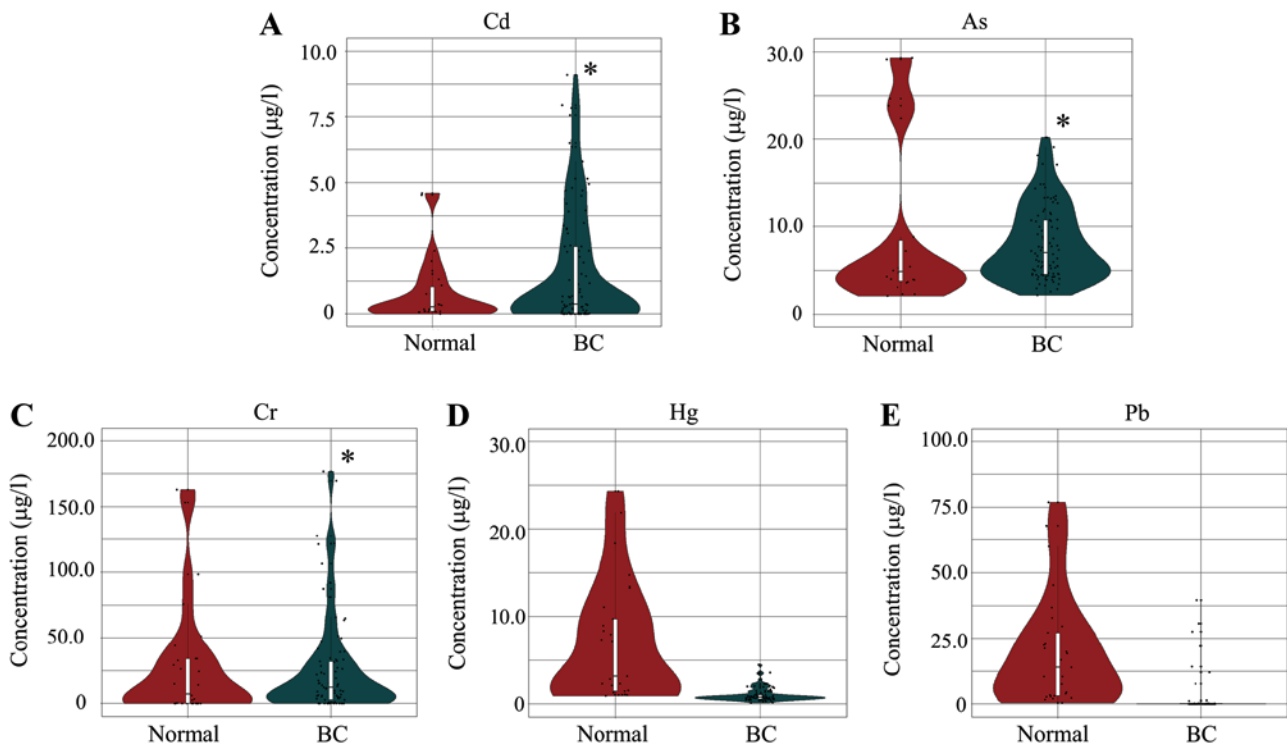 A
Cd
Concentration (µg/l)
10.0
7.5
5.0
2.5
0
*
Normal
BC
B
As
Concentration (µg/l)
30.0
20.0
10.0
0
*
Normal
BC
C
Cr
Concentration (µg/l)
200.0
150.0
100.0
50.0
0
*
Normal
BC
D
Hg
Concentration (µg/l)
30.0
20.0
10.0
0
Normal
BC
E
Pb
Concentration (µg/l)
100.0
75.0
50.0
25.0
0
Normal
BC